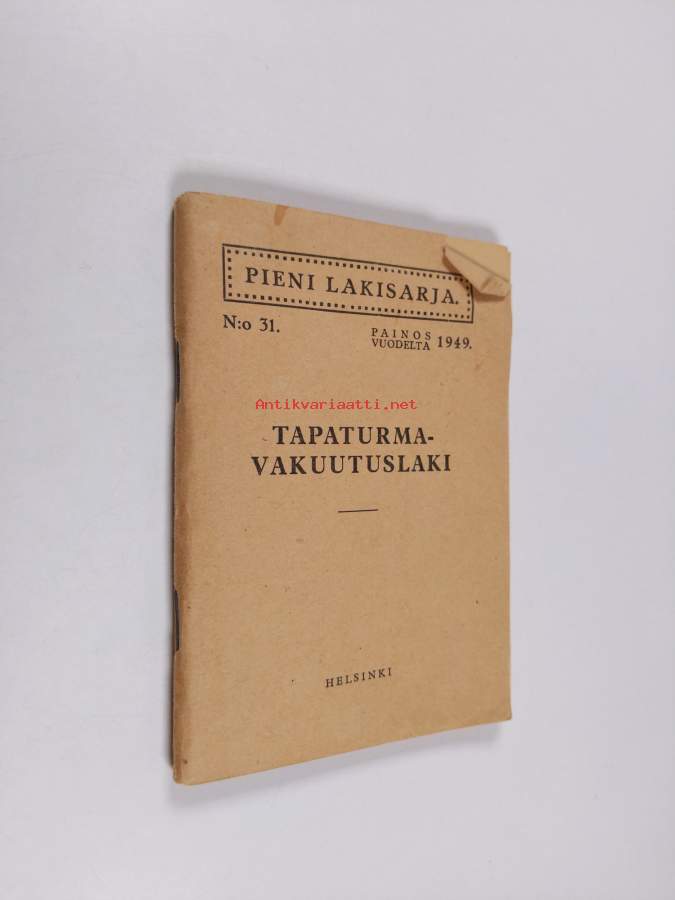 PIENI LAKISARJA.
N:o 31.
PAINOS
VUODELTA 1949.
Antikvariaatti.net
TAPATURMA-
VAKUUTUSLAKI
HELSINKI